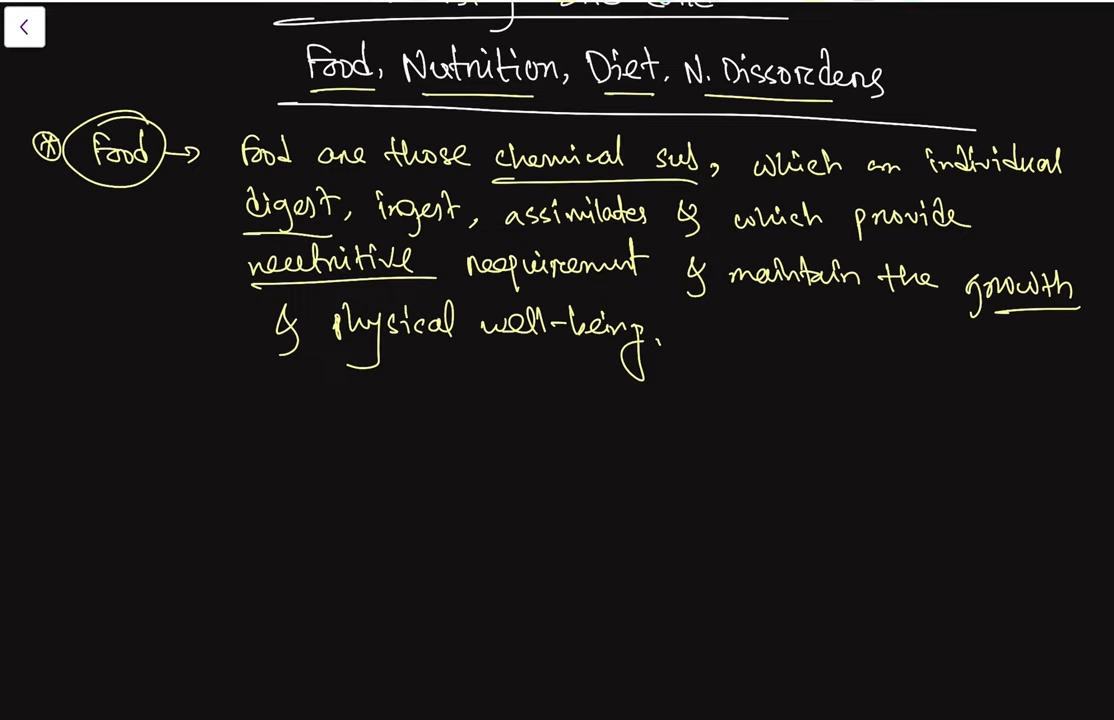 Food, Nutrition, Diet, N. Dissorders
Food → Food are those chemical sub, which an individual
digest, ingest, assimilates & which provide
neutritive requirement & maintain the growth
& physical well-being.